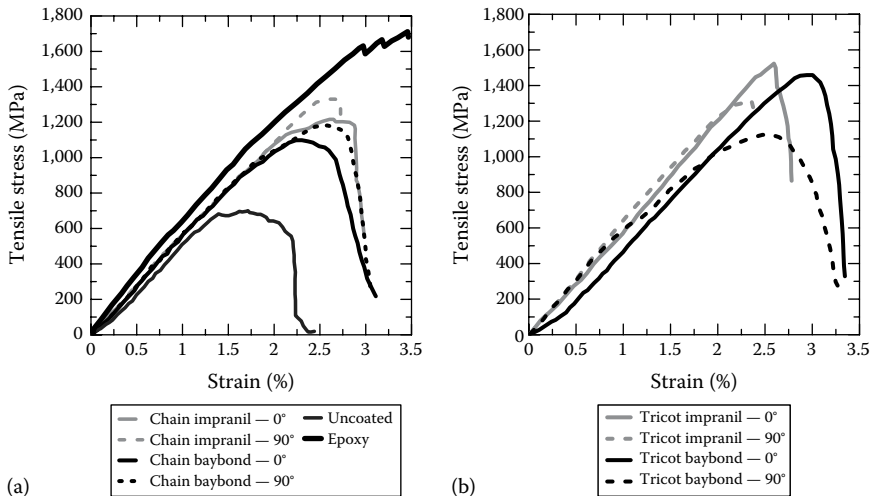 1,800
1,600
1,400
1,200
1,000
800
600
400
200
0
Tensile stress (MPa)
0 0.5 1 1.5 2 2.5 3 3.5
Strain (%)
Chain impranil — 0°
Chain impranil — 90°
Chain baybond — 0°
Chain baybond — 90°
Uncoated
Epoxy
(a)
1,800
1,600
1,400
1,200
1,000
800
600
400
200
0
Tensile stress (MPa)
0.5 1 1.5 2 2.5 3 3.5
Strain (%)
Tricot impranil — 0°
Tricot impranil — 90°
Tricot baybond — 0°
Tricot baybond — 90°
(b)